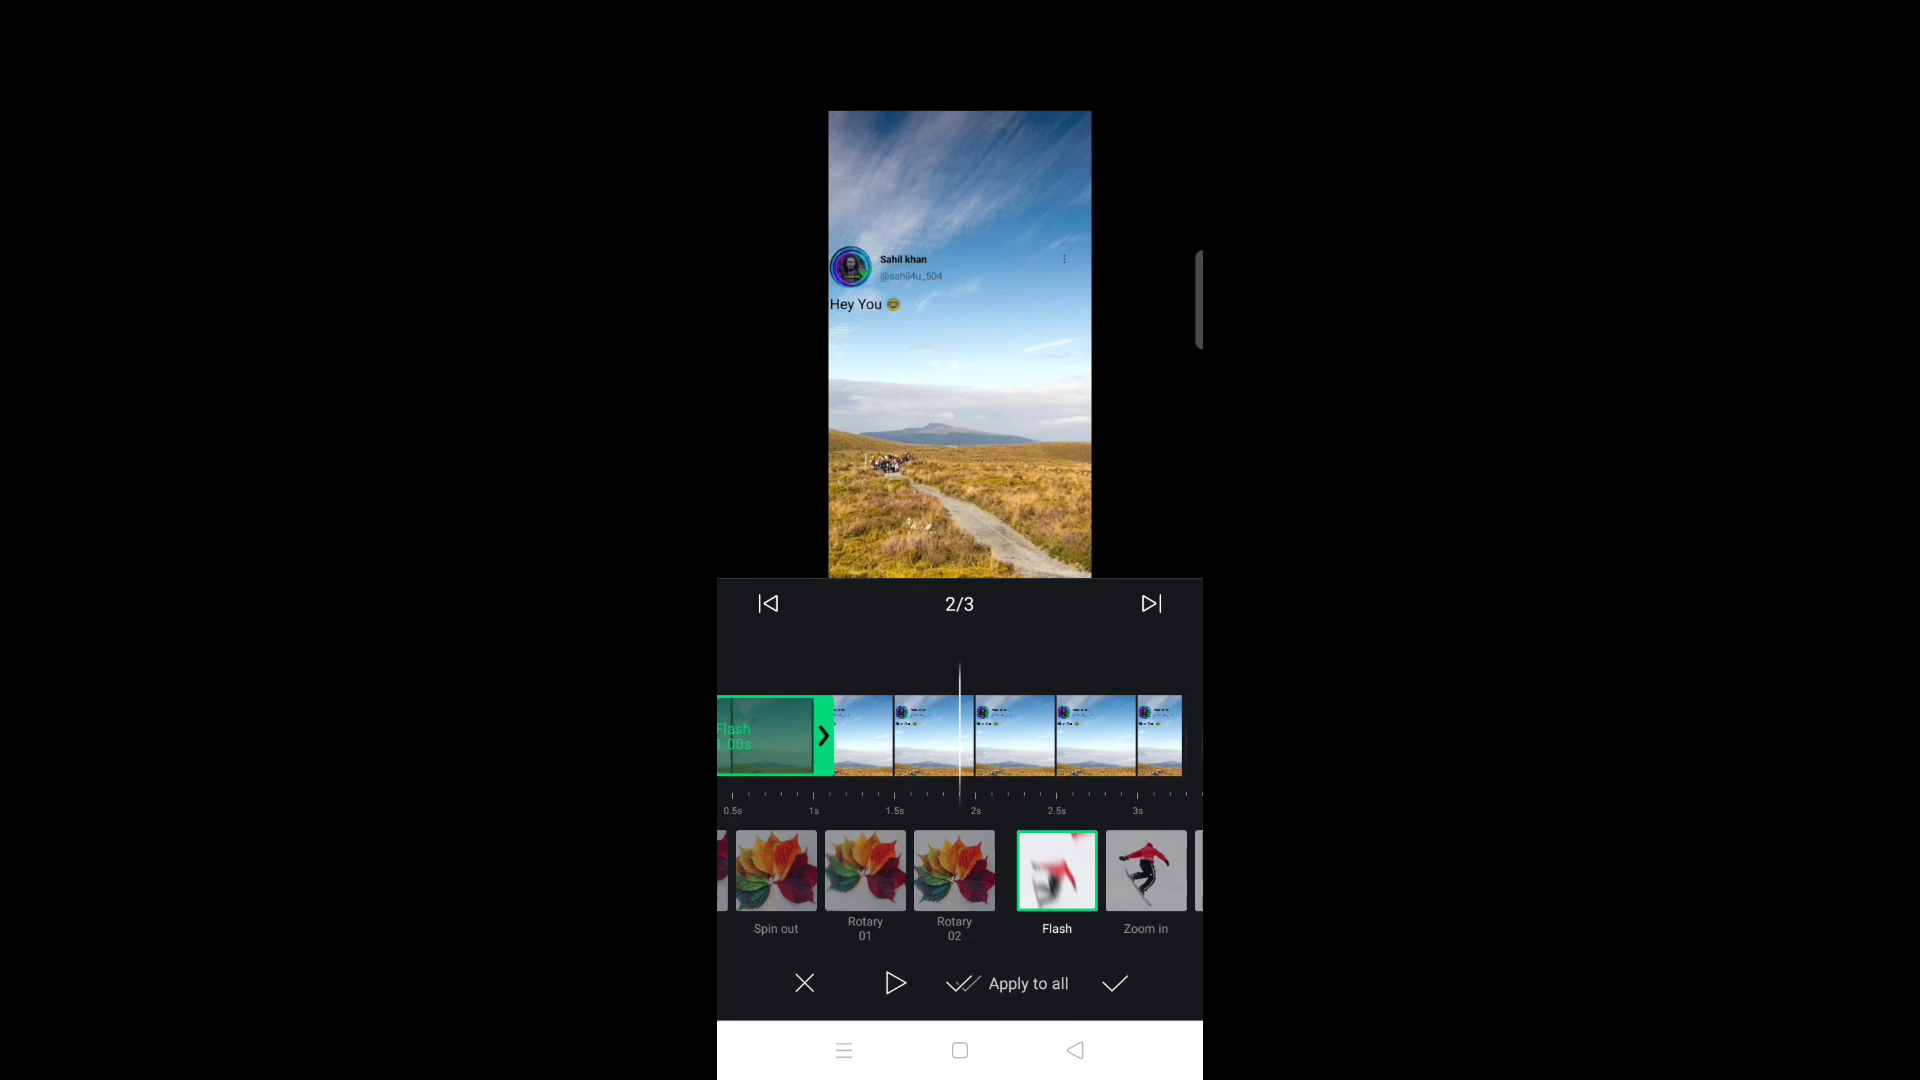 Sahil khan
@sahil4u_504
Hey You 😂
2/3
Flash
1.00s
0.5s 1s 1.5s 2s 2.5s 3s
Spin out
Rotary
01
Rotary
02
Flash
Zoom in
Apply to all